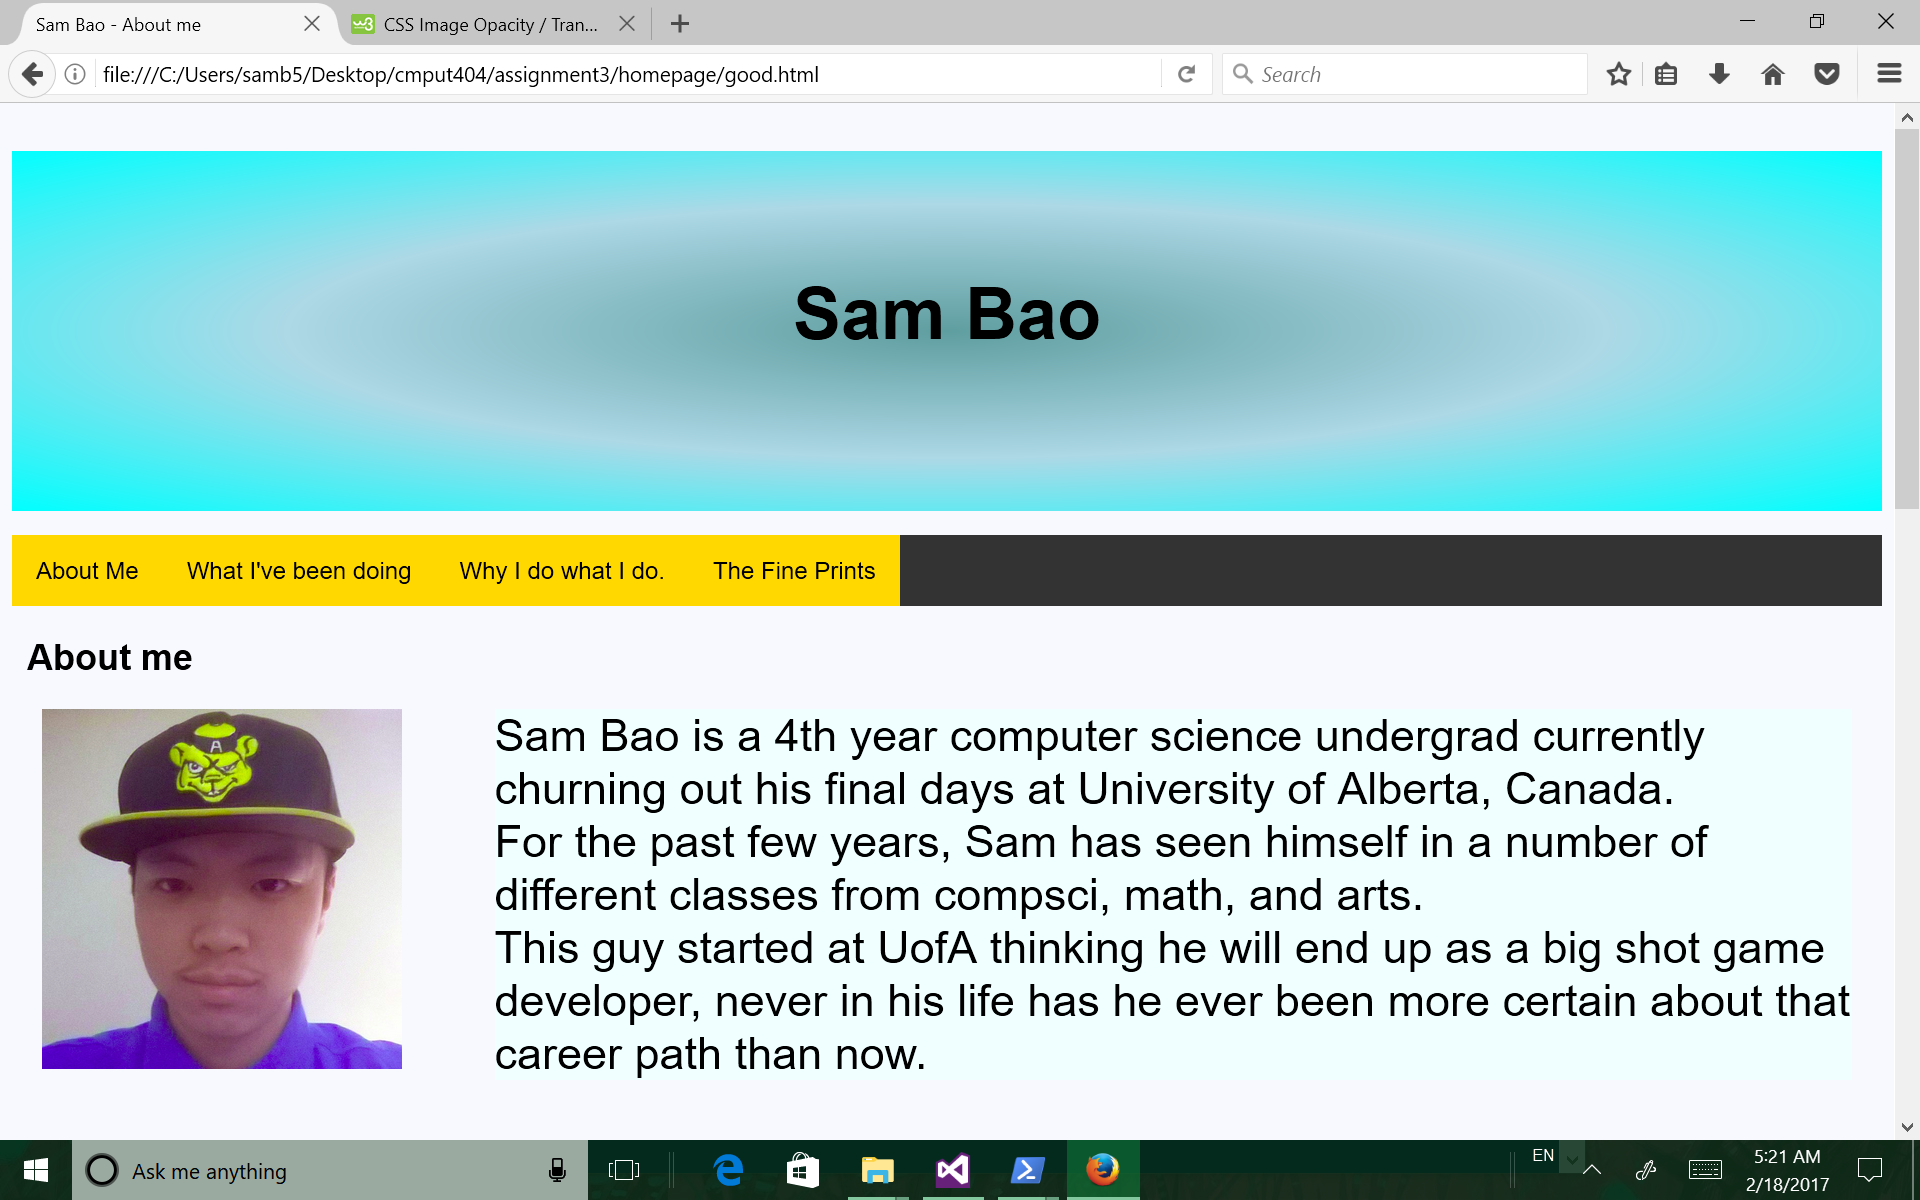 Sam Bao - About me
w3 CSS Image Opacity / Tran...
file:///C:/Users/samb5/Desktop/cmput404/assignment3/homepage/good.html
Search
Sam Bao
About Me What I've been doing Why I do what I do. The Fine Prints
About me
A
Sam Bao is a 4th year computer science undergrad currently
churning out his final days at University of Alberta, Canada.
For the past few years, Sam has seen himself in a number of
different classes from compsci, math, and arts.
This guy started at UofA thinking he will end up as a big shot game
developer, never in his life has he ever been more certain about that
career path than now.
Ask me anything
EN
5:21 AM
2/18/2017